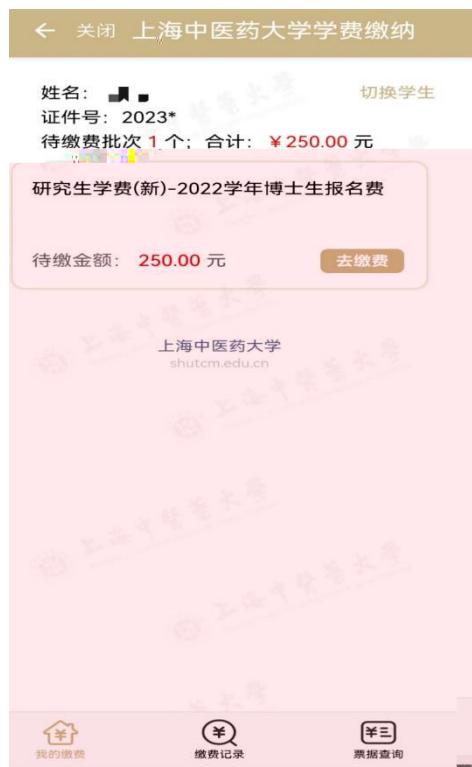 ← 关闭 上海中医药大学学费缴纳
姓名： 切换学生
证件号：2023*
待缴费批次 1 个；合计：￥250.00 元
研究生学费(新)-2022学年博士生报名费
待缴金额： 250.00 元 去缴费
上海中医药大学
shutcm.edu.cn
我的缴费 缴费记录 票据查询